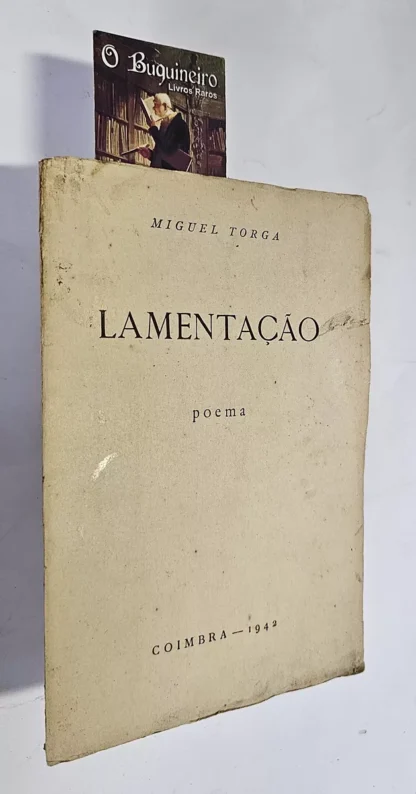 O Buquineiro
Livros Raros
MIGUEL TORGA
LAMENTAÇÃO
poema
COIMBRA — 1942